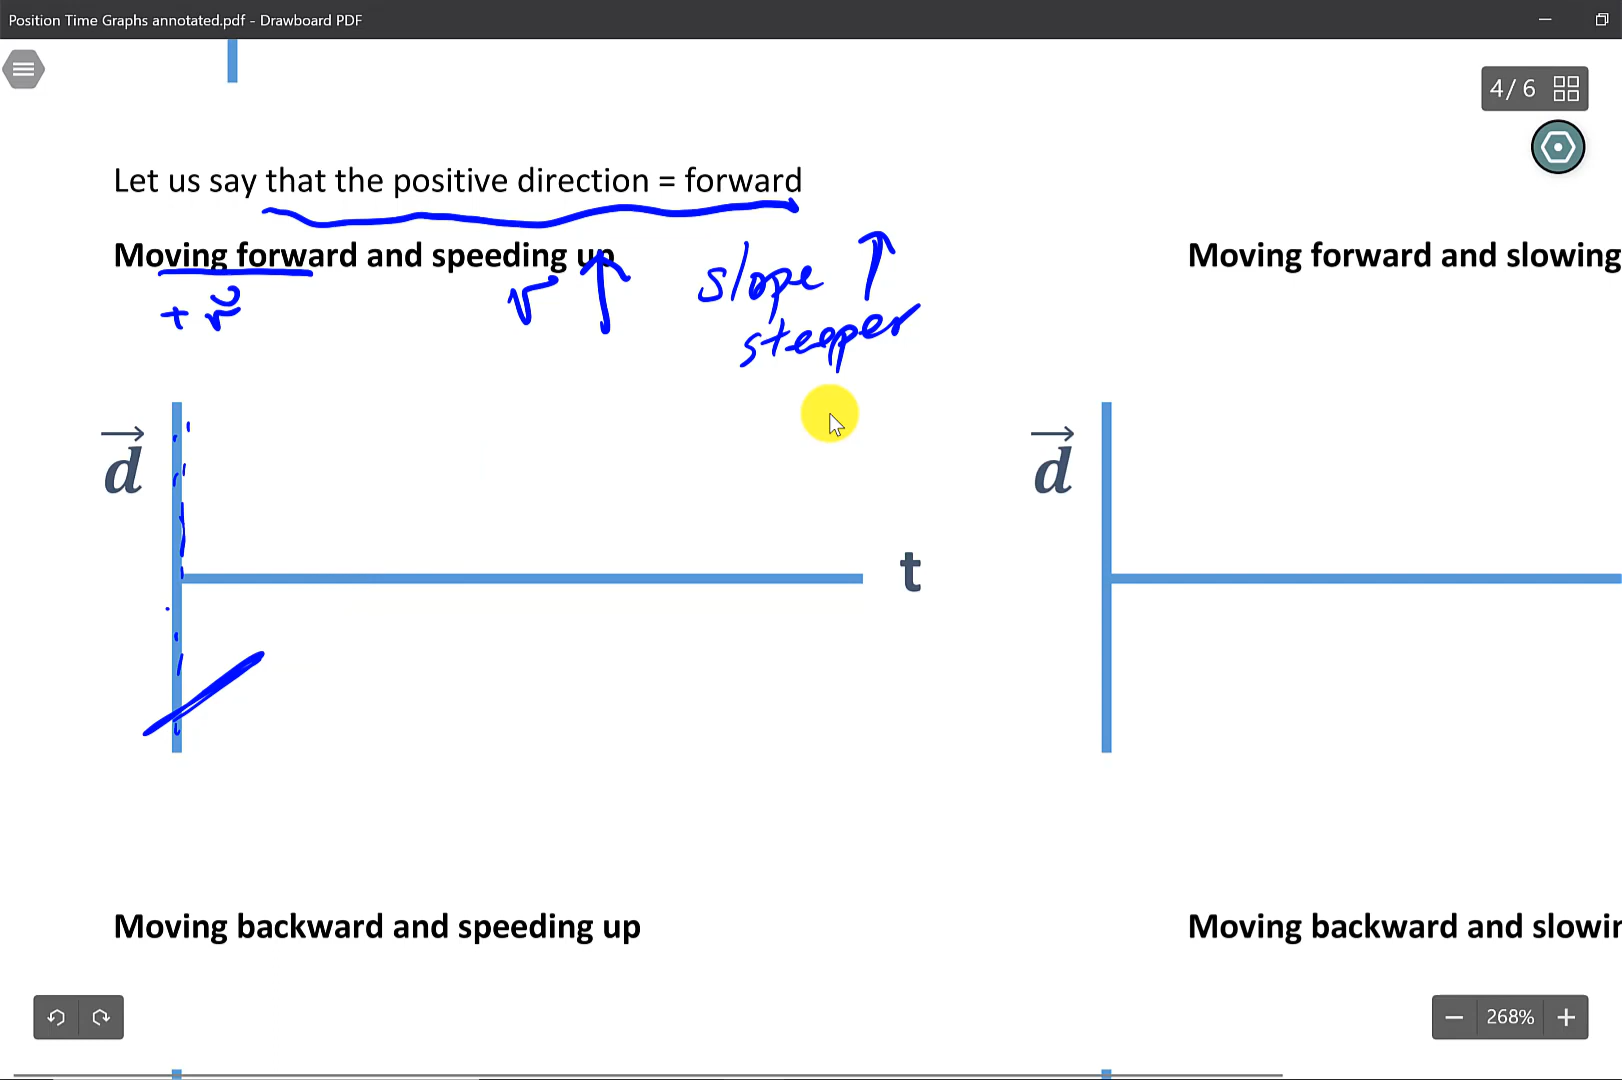 Position Time Graphs annotated.pdf - Drawboard PDF
4/ 6
Let us say that the positive direction = forward
Moving forward and speeding up
Moving forward and slowing
+ v
v ↑
slope ↑
steeper
d
t
d
Moving backward and speeding up
Moving backward and slowin
268%